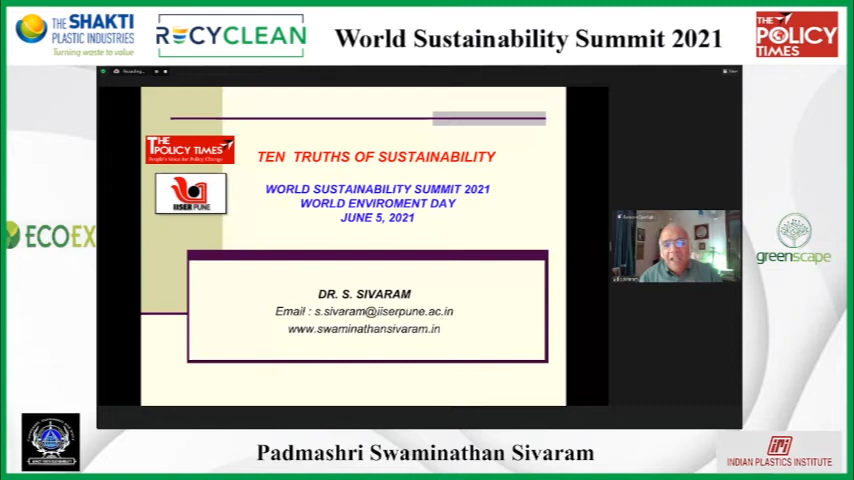 THE SHAKTI
PLASTIC INDUSTRIES
Turning waste to value
RECYCLEAN
World Sustainability Summit 2021
THE
POLICY
TIMES
Recording...
View
THE
POLICY TIMES
People's Voice for Policy Change
IISER PUNE
TEN TRUTHS OF SUSTAINABILITY
WORLD SUSTAINABILITY SUMMIT 2021
WORLD ENVIROMENT DAY
JUNE 5, 2021
DR. S. SIVARAM
Email : s.sivaram@iiserpune.ac.in
www.swaminathansivaram.in
ECOEX
greenscape
Padmashri Swaminathan Sivaram
INDIAN PLASTICS INSTITUTE